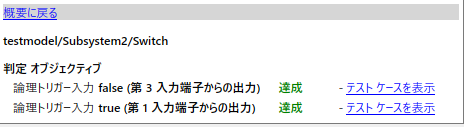 概要に戻る
testmodel/Subsystem2/Switch
判定 オブジェクティブ
論理トリガー入力 false (第 3 入力端子からの出力) 達成 - テスト ケースを表示
論理トリガー入力 true (第 1 入力端子からの出力) 達成 - テスト ケースを表示